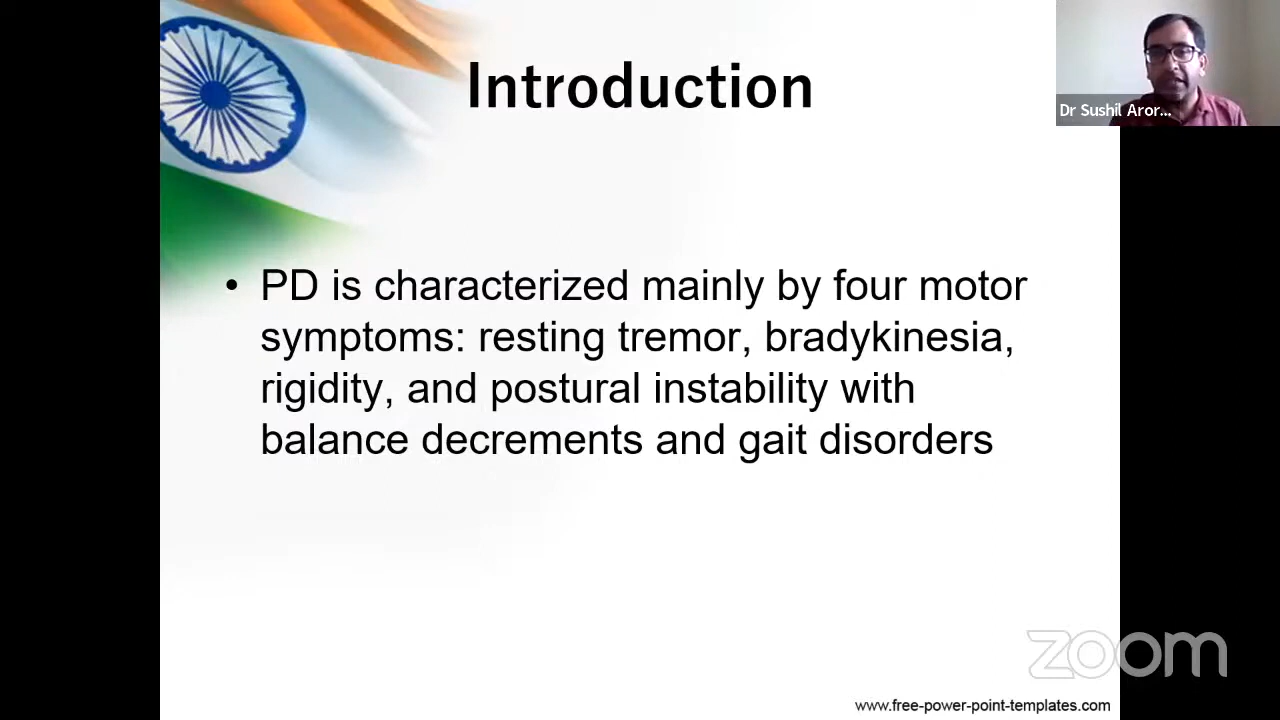 Introduction
Dr Sushil Aror...
• PD is characterized mainly by four motor
symptoms: resting tremor, bradykinesia,
rigidity, and postural instability with
balance decrements and gait disorders
zoom
www.free-power-point-templates.com